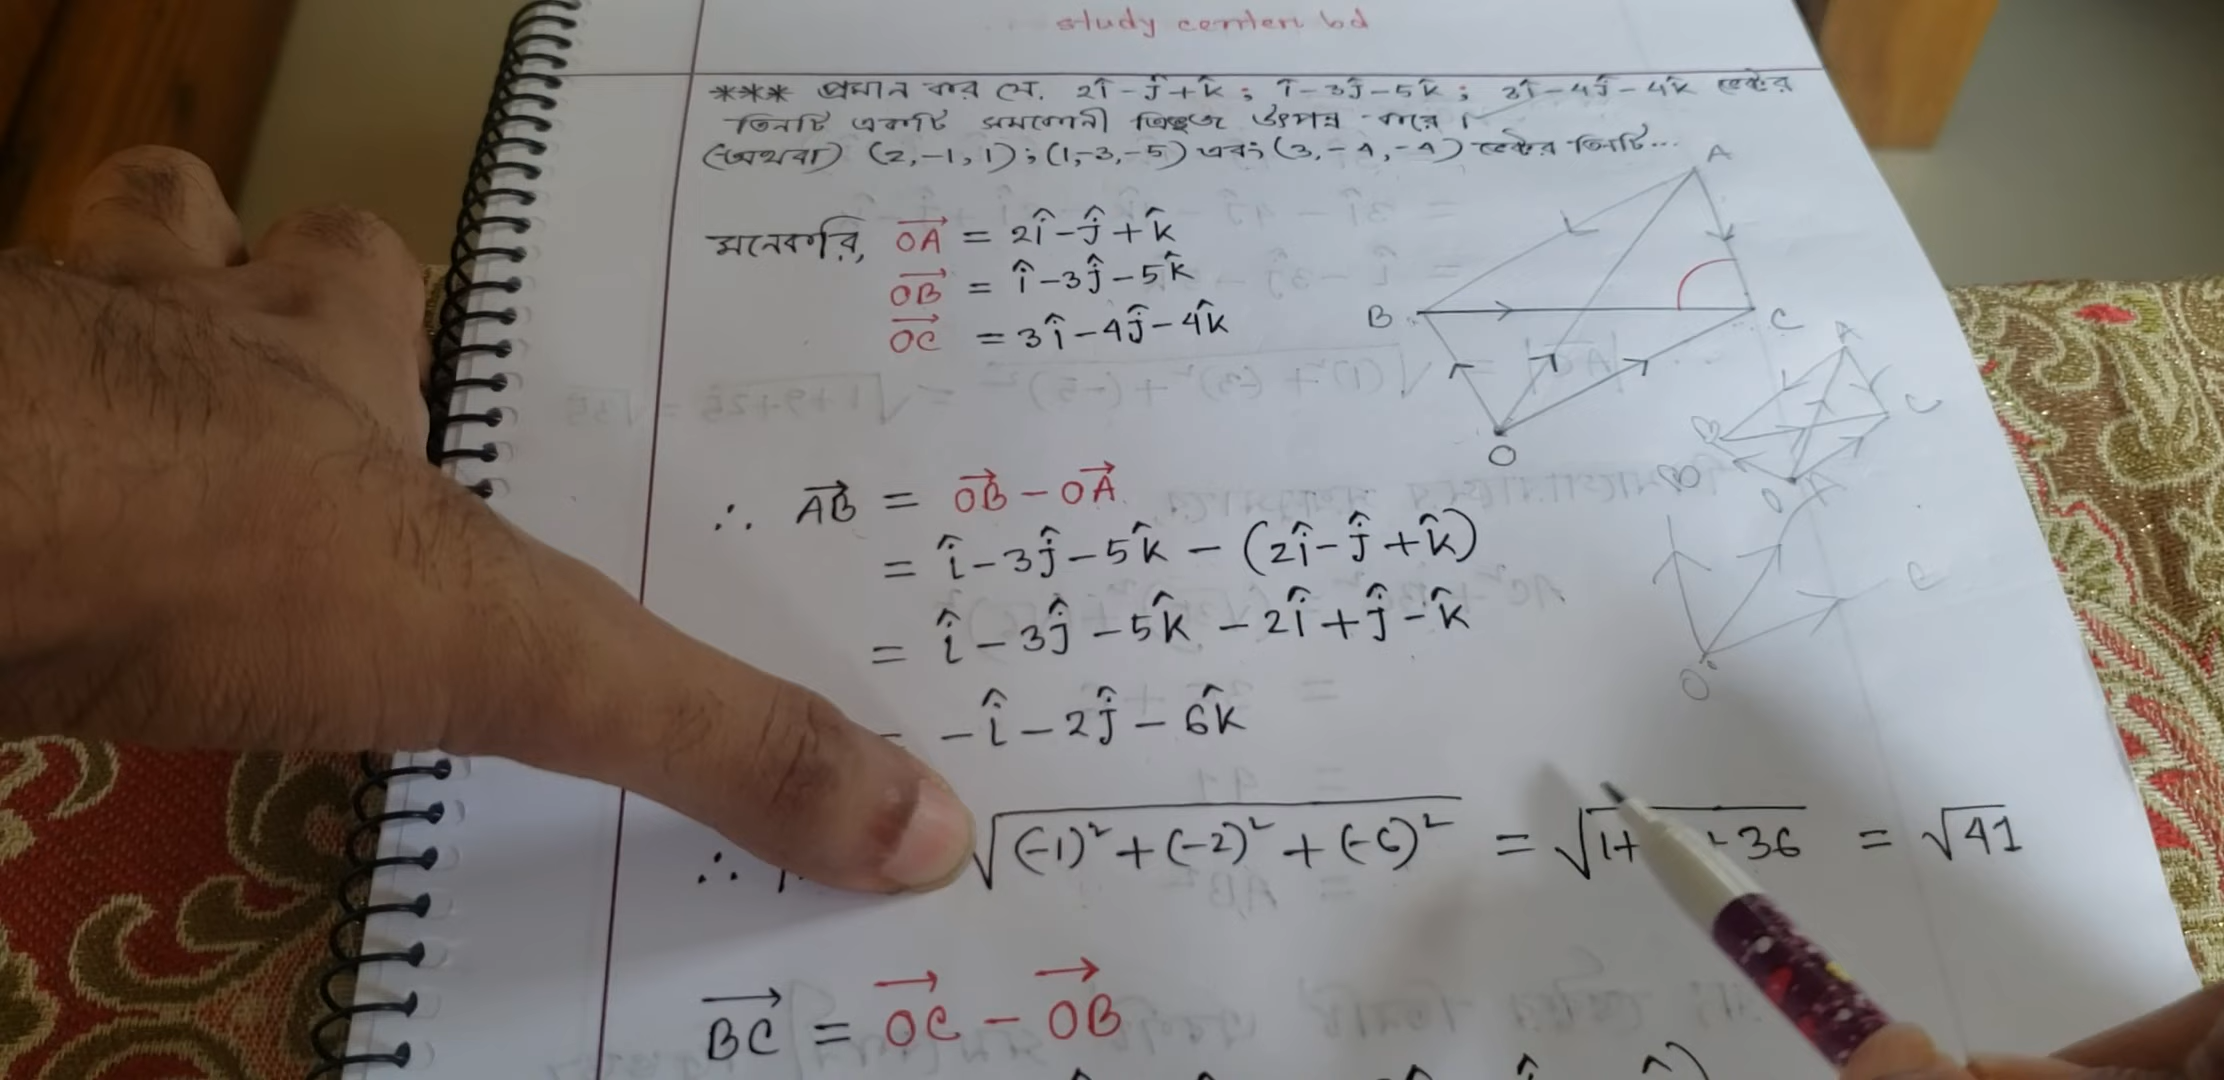 study center bd
*** প্রমান কর যে, 2î-ĵ+k̂; î-3ĵ-5k̂; 3î-4ĵ-4k̂ ভেক্টর
তিনটি একটি সমকোনী ত্রিভুজ উৎপন্ন করে।
(অথবা) (2,-1,1); (1,-3,-5) এবং (3,-4,-4) ভেক্টর তিনটি...
মনেকরি, OA→ = 2î-ĵ+k̂
OB→ = î-3ĵ-5k̂
OC→ = 3î-4ĵ-4k̂
A
B
C
O
A
B
C
O
B
A
C
O
∴ AB→ = OB→ - OA→
= î-3ĵ-5k̂ - (2î-ĵ+k̂)
= î-3ĵ-5k̂-2î+ĵ-k̂
= -î-2ĵ-6k̂
∴ √(-1)²+(-2)²+(-6)² = √1+ 36 = √41
BC→ = OC→ - OB→